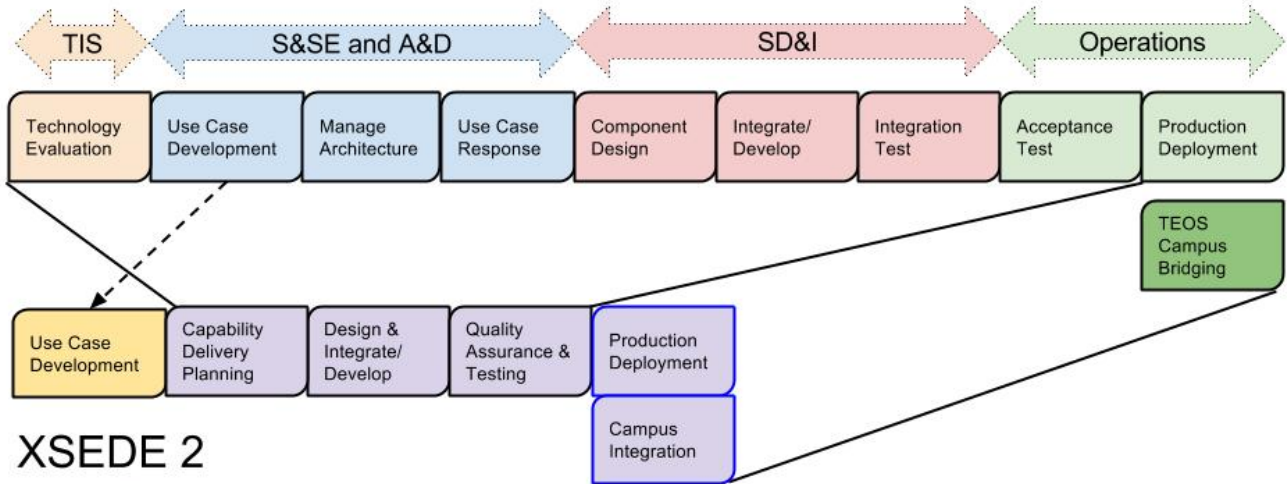 TIS
S&SE and A&D
SD&I
Operations
Technology
Evaluation
Use Case
Development
Manage
Architecture
Use Case
Response
Component
Design
Integrate/
Develop
Integration
Test
Acceptance
Test
Production
Deployment
TEOS
Campus
Bridging
Use Case
Development
Capability
Delivery
Planning
Design &
Integrate/
Develop
Quality
Assurance &
Testing
Production
Deployment
Campus
Integration
XSEDE 2